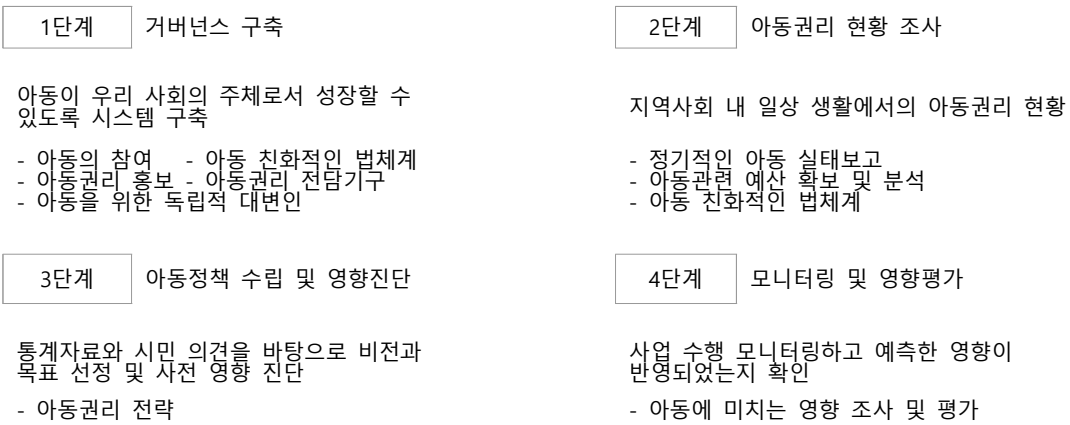 1단계 거버넌스 구축
아동이 우리 사회의 주체로서 성장할 수
있도록 시스템 구축
- 아동의 참여 - 아동 친화적인 법체계
- 아동권리 홍보 - 아동권리 전담기구
- 아동을 위한 독립적 대변인
2단계 아동권리 현황 조사
지역사회 내 일상 생활에서의 아동권리 현황
- 정기적인 아동 실태보고
- 아동관련 예산 확보 및 분석
- 아동 친화적인 법체계
3단계 아동정책 수립 및 영향진단
통계자료와 시민 의견을 바탕으로 비전과
목표 선정 및 사전 영향 진단
- 아동권리 전략
4단계 모니터링 및 영향평가
사업 수행 모니터링하고 예측한 영향이
반영되었는지 확인
- 아동에 미치는 영향 조사 및 평가